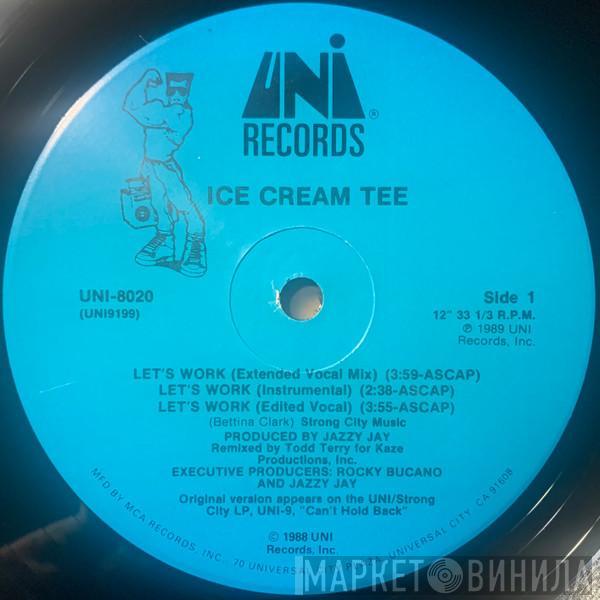 UNI
®
RECORDS
ICE CREAM TEE
UNI-8020
(UNI9199)
Side 1
12" 33 1/3 R.P.M.
℗ 1989 UNI
Records, Inc.
LET'S WORK (Extended Vocal Mix) (3:59-ASCAP)
LET'S WORK (Instrumental) (2:38-ASCAP)
LET'S WORK (Edited Vocal) (3:55-ASCAP)
(Bettina Clark) Strong City Music
PRODUCED BY JAZZY JAY
Remixed by Todd Terry for Kaze
Productions, Inc.
EXECUTIVE PRODUCERS: ROCKY BUCANO
AND JAZZY JAY
Original version appears on the UNI/Strong
City LP, UNI-9, "Can't Hold Back"
© 1988 UNI
Records, Inc.
MFD BY MCA RECORDS, INC., 70 UNIVERSAL CITY PLAZA, UNIVERSAL CITY, CA 91608
МАРКЕТ ВИНИЛА